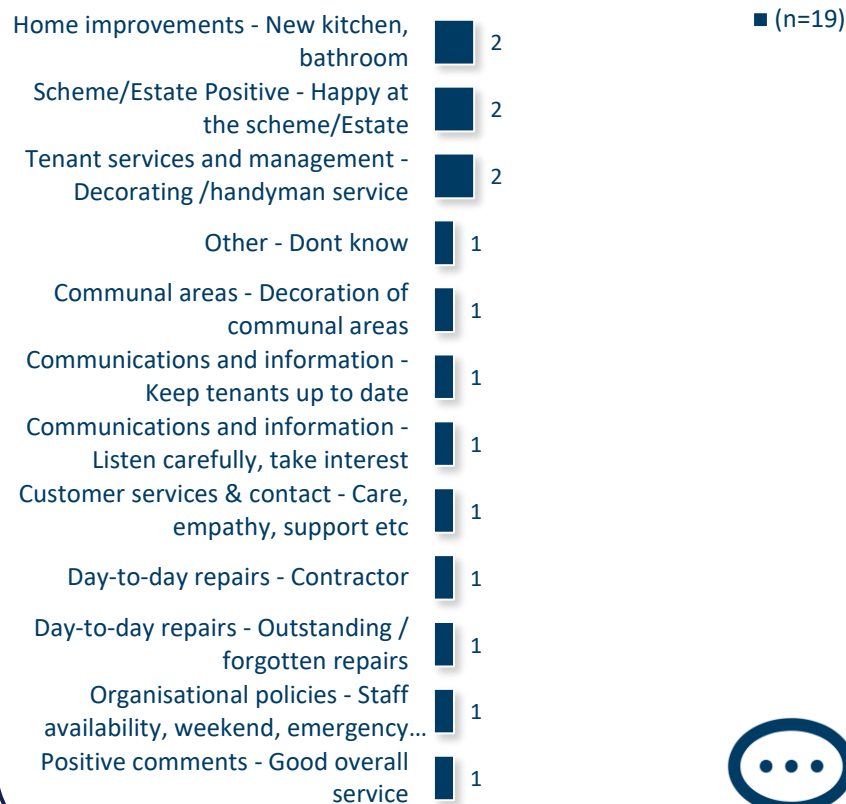 (n=19)
Home improvements - New kitchen,
bathroom
2
Scheme/Estate Positive - Happy at
the scheme/Estate
2
Tenant services and management -
Decorating /handyman service
2
Other - Dont know
1
Communal areas - Decoration of
communal areas
1
Communications and information -
Keep tenants up to date
1
Communications and information -
Listen carefully, take interest
1
Customer services & contact - Care,
empathy, support etc
1
Day-to-day repairs - Contractor
1
Day-to-day repairs - Outstanding /
forgotten repairs
1
Organisational policies - Staff
availability, weekend, emergency…
1
Positive comments - Good overall
service
1